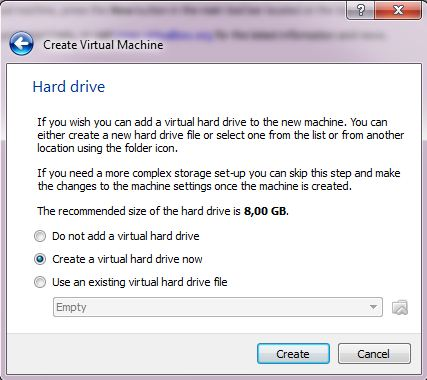 Create Virtual Machine
Hard drive
If you wish you can add a virtual hard drive to the new machine. You can
either create a new hard drive file or select one from the list or from another
location using the folder icon.
If you need a more complex storage set-up you can skip this step and make
the changes to the machine settings once the machine is created.
The recommended size of the hard drive is 8,00 GB.
Do not add a virtual hard drive
Create a virtual hard drive now
Use an existing virtual hard drive file
Empty
Create
Cancel